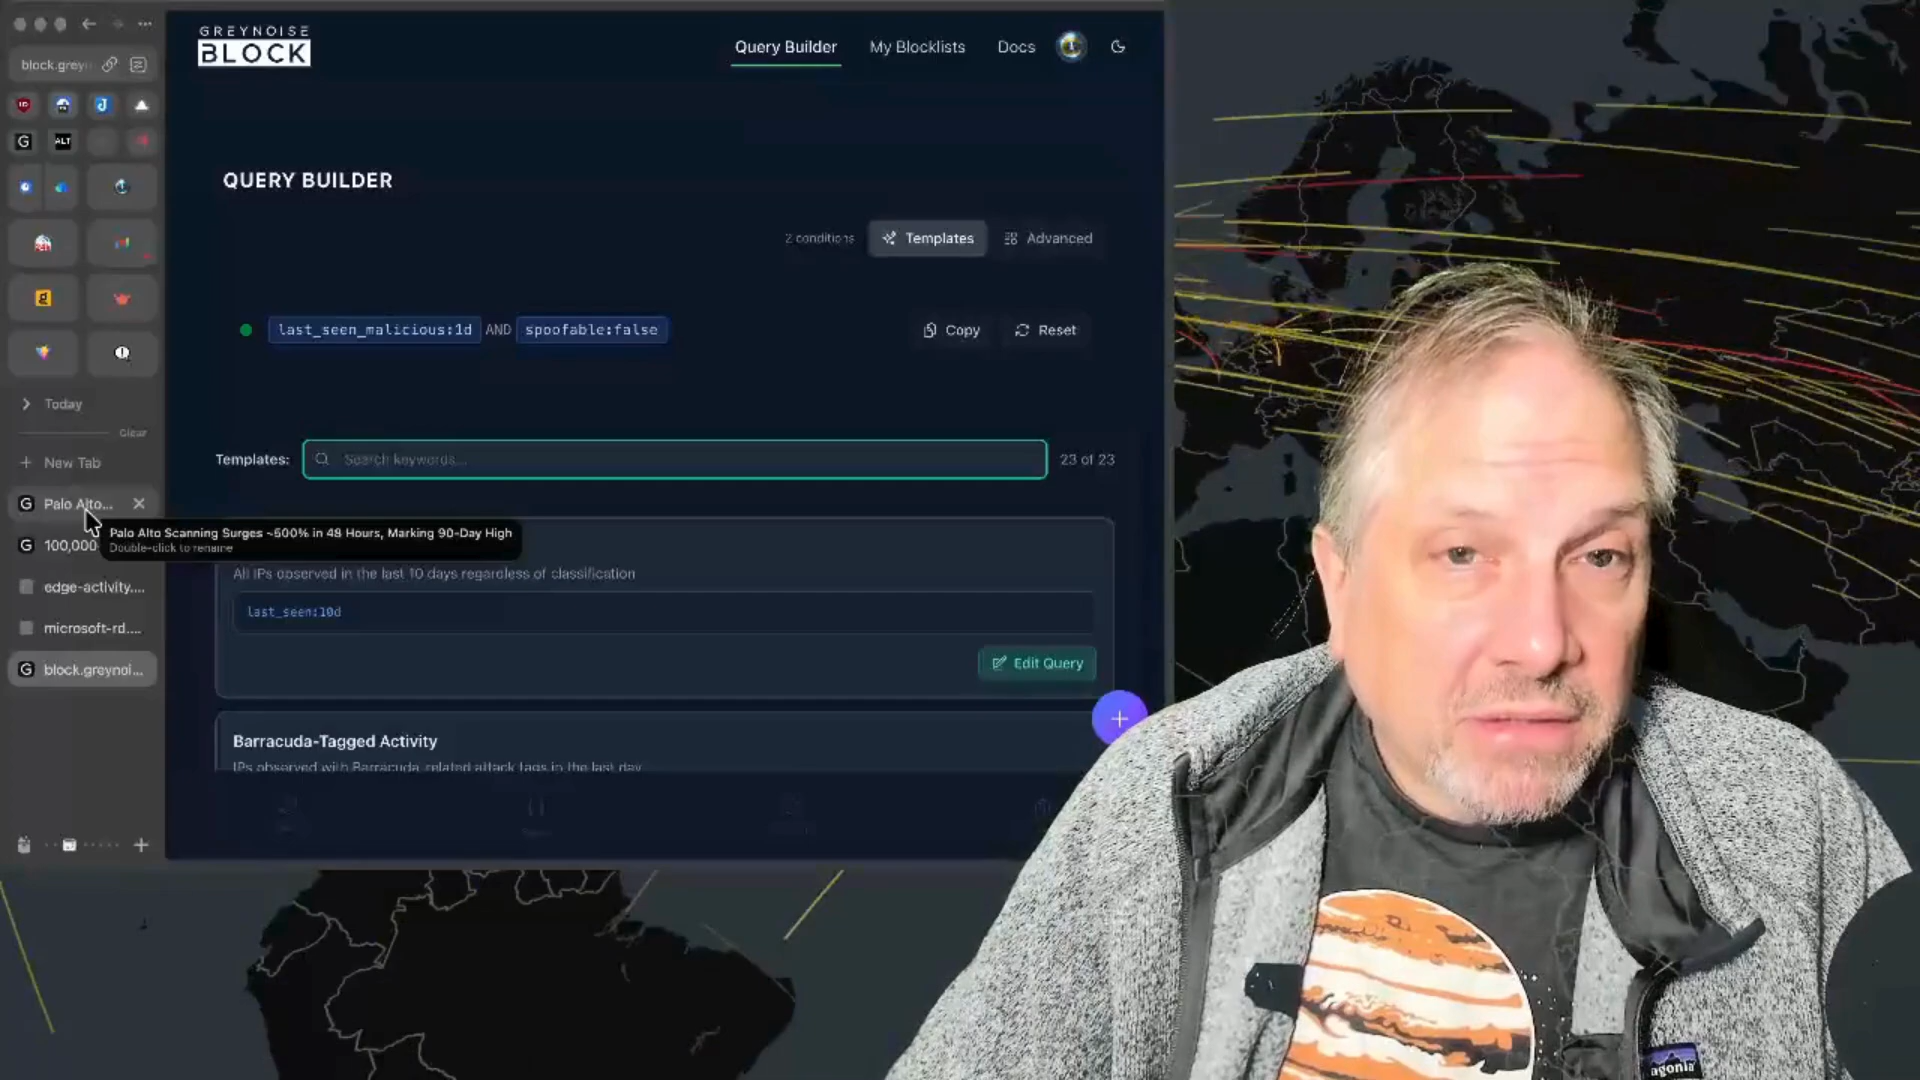 GREYNOISE
BLOCK
Query Builder
My Blocklists
Docs
block.grey
ALT
QUERY BUILDER
2 conditions
Templates
Advanced
last_seen_malicious:1d AND spoofable:false
Copy
Reset
Today
Clear
New Tab
Templates:
Search keywords...
23 of 23
Palo Alto...
Palo Alto Scanning Surges ~500% in 48 Hours, Marking 90-Day High
Double-click to rename
100,000
All IPs observed in the last 10 days regardless of classification
edge-activity....
last_seen:10d
microsoft-rd....
block.greynoi...
Edit Query
Barracuda-Tagged Activity
IPs observed with Barracuda-related attack tags in the last day
agonia